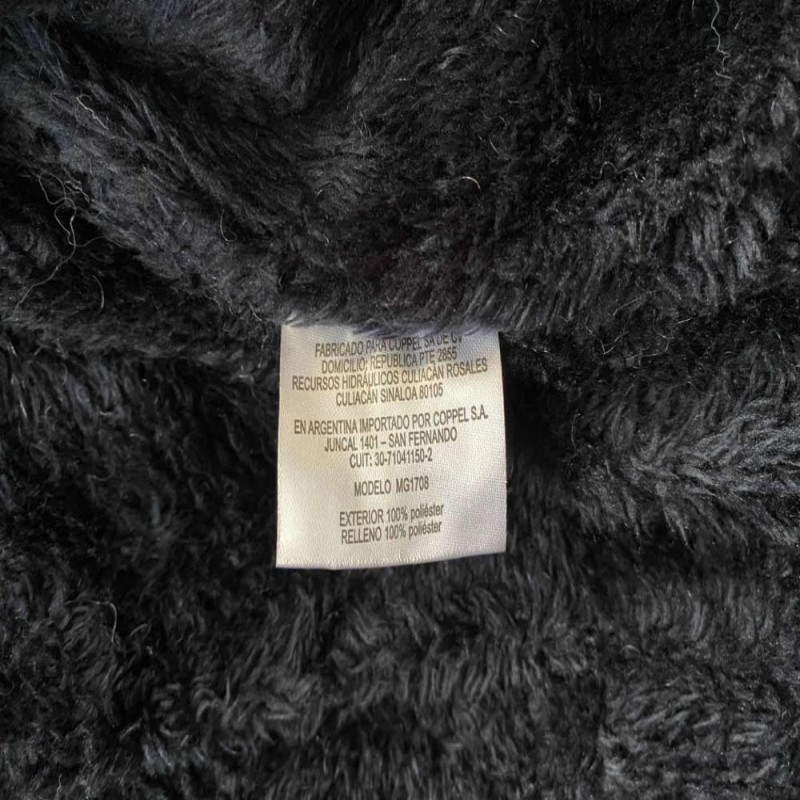 FABRICADO PARA COPPEL SA DE CV
DOMICILIO: REPUBLICA PTE 2855
RECURSOS HIDRÁULICOS CULIACÁN ROSALES
CULIACÁN SINALOA 80105
EN ARGENTINA IMPORTADO POR COPPEL S.A.
JUNCAL 1401 – SAN FERNANDO
CUIT: 30-71041150-2
MODELO MG1708
EXTERIOR 100% poliéster
RELLENO 100% poliéster